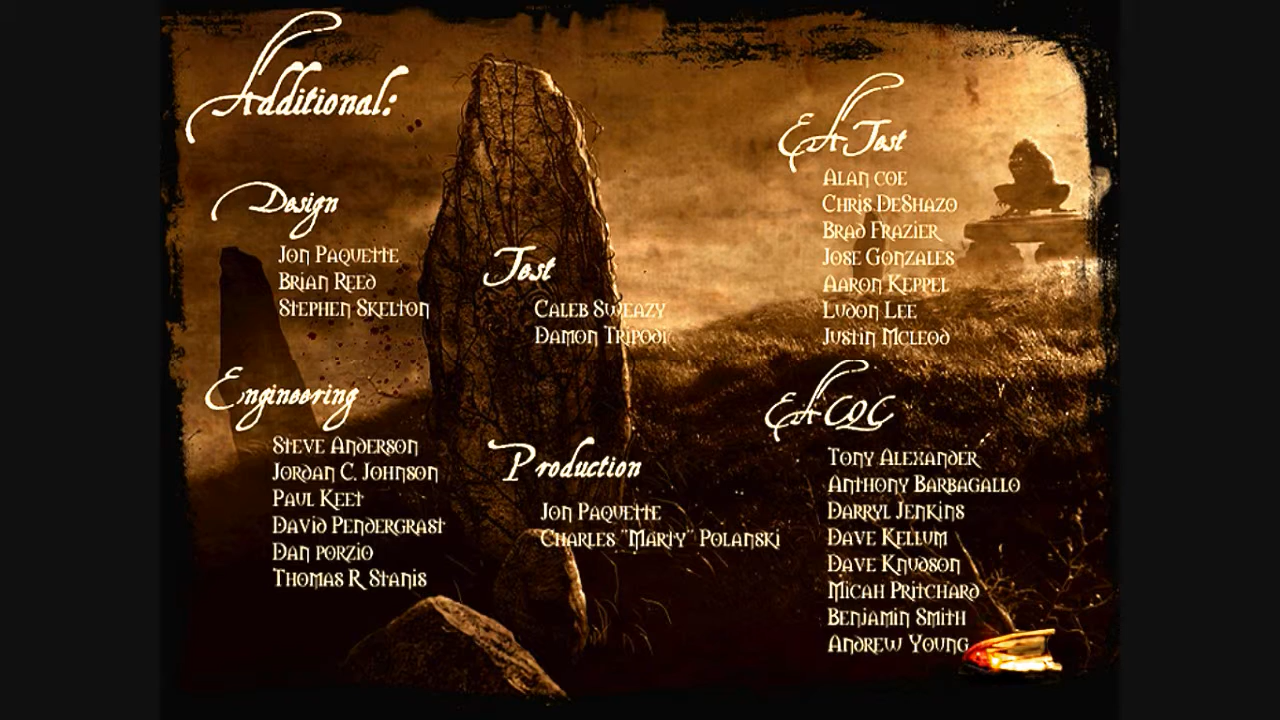 Additional:
Design
Jon Paquette
Brian Reed
Stephen Skelton
Engineering
Steve Anderson
Jordan C. Johnson
Paul Keet
David Pendergrast
Dan porzio
Thomas R Stanis
Test
Caleb Sweazy
Damon Tripodi
Production
Jon Paquette
Charles "Marty" Polanski
EA Test
Alan coe
Chris DeShazo
Brad Frazier
Jose Gonzales
Aaron Keppel
Ludon Lee
Justin Mcleod
EA CQC
Tony Alexander
Anthony Barbagallo
Darryl Jenkins
Dave Kellum
Dave Knudson
Micah Pritchard
Benjamin Smith
Andrew Young